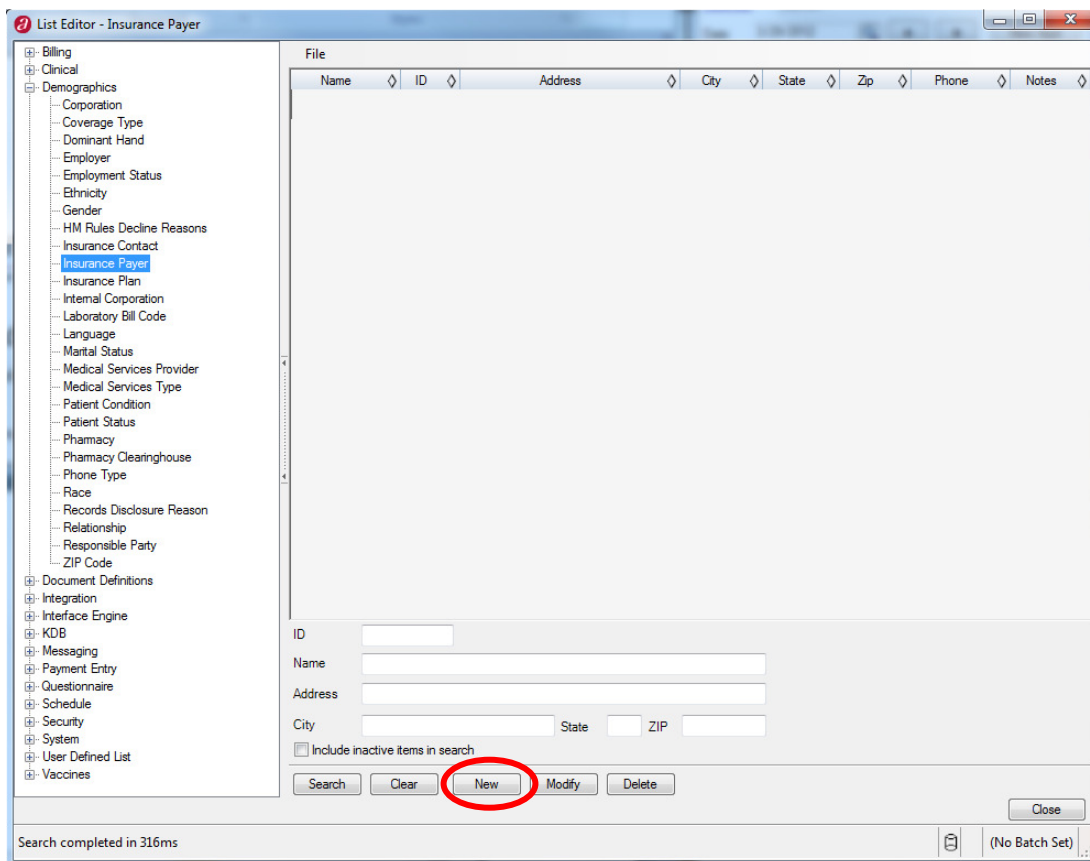 List Editor - Insurance Payer
Billing
Clinical
Demographics
Corporation
Coverage Type
Dominant Hand
Employer
Employment Status
Ethnicity
Gender
HM Rules Decline Reasons
Insurance Contact
Insurance Payer
Insurance Plan
Internal Corporation
Laboratory Bill Code
Language
Marital Status
Medical Services Provider
Medical Services Type
Patient Condition
Patient Status
Pharmacy
Pharmacy Clearinghouse
Phone Type
Race
Records Disclosure Reason
Relationship
Responsible Party
ZIP Code
Document Definitions
Integration
Interface Engine
KDB
Messaging
Payment Entry
Questionnaire
Schedule
Security
System
User Defined List
Vaccines
File
Name ID Address City State Zip Phone Notes
ID
Name
Address
City State ZIP
Include inactive items in search
Search Clear New Modify Delete
Close
Search completed in 316ms (No Batch Set)